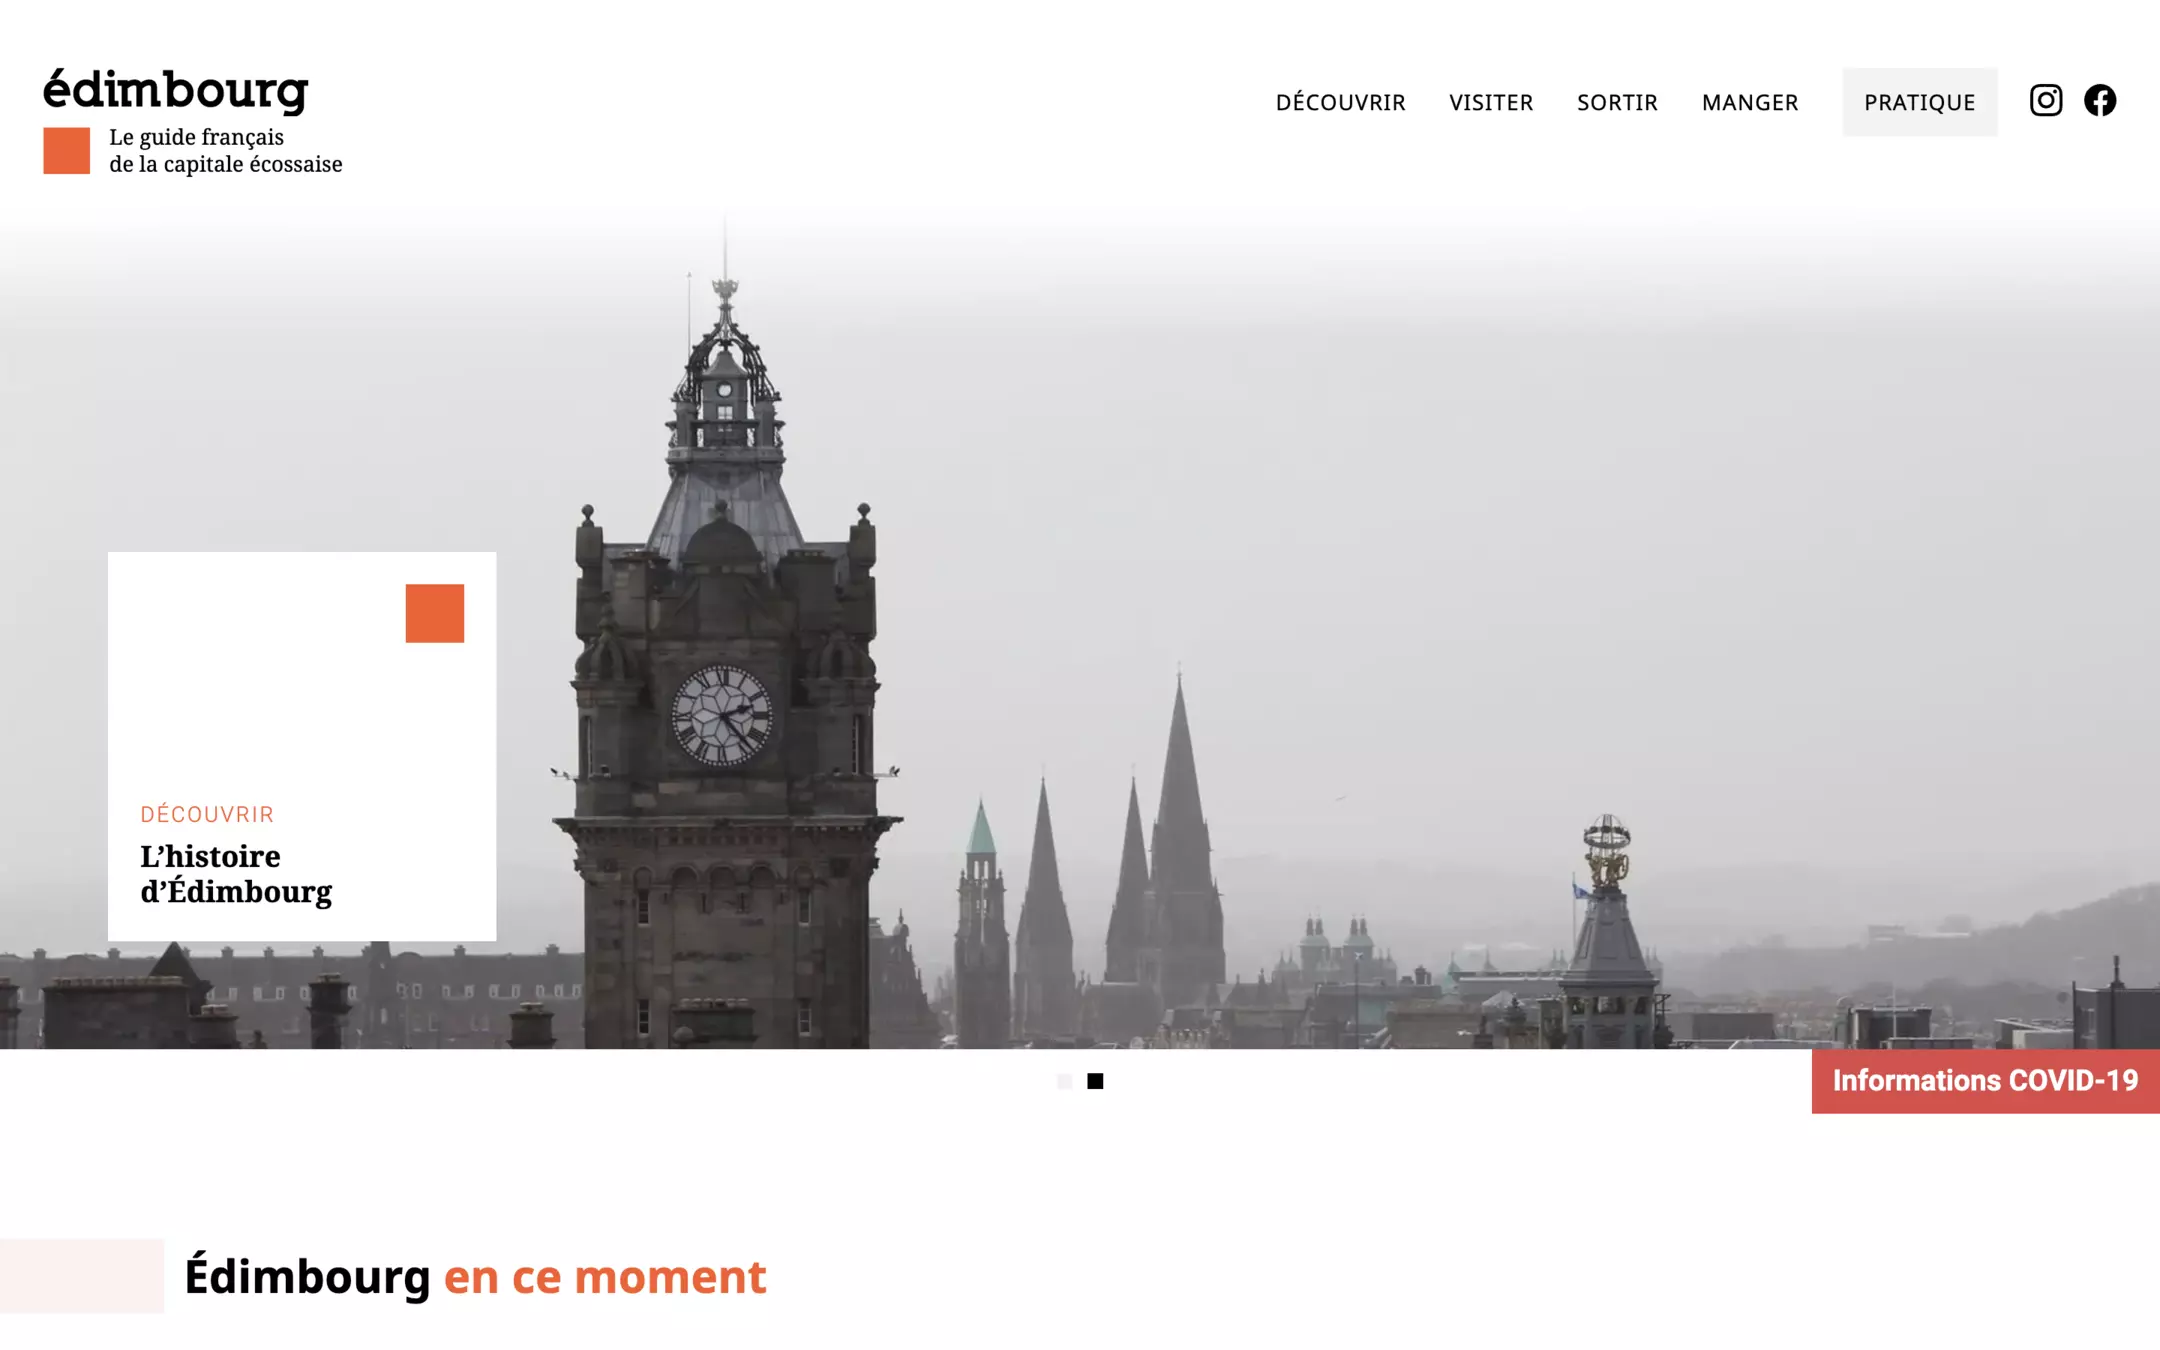 édimbourg
Le guide français
de la capitale écossaise
DÉCOUVRIR
VISITER
SORTIR
MANGER
PRATIQUE
DÉCOUVRIR
L’histoire
d’Édimbourg
Informations COVID-19
Édimbourg en ce moment